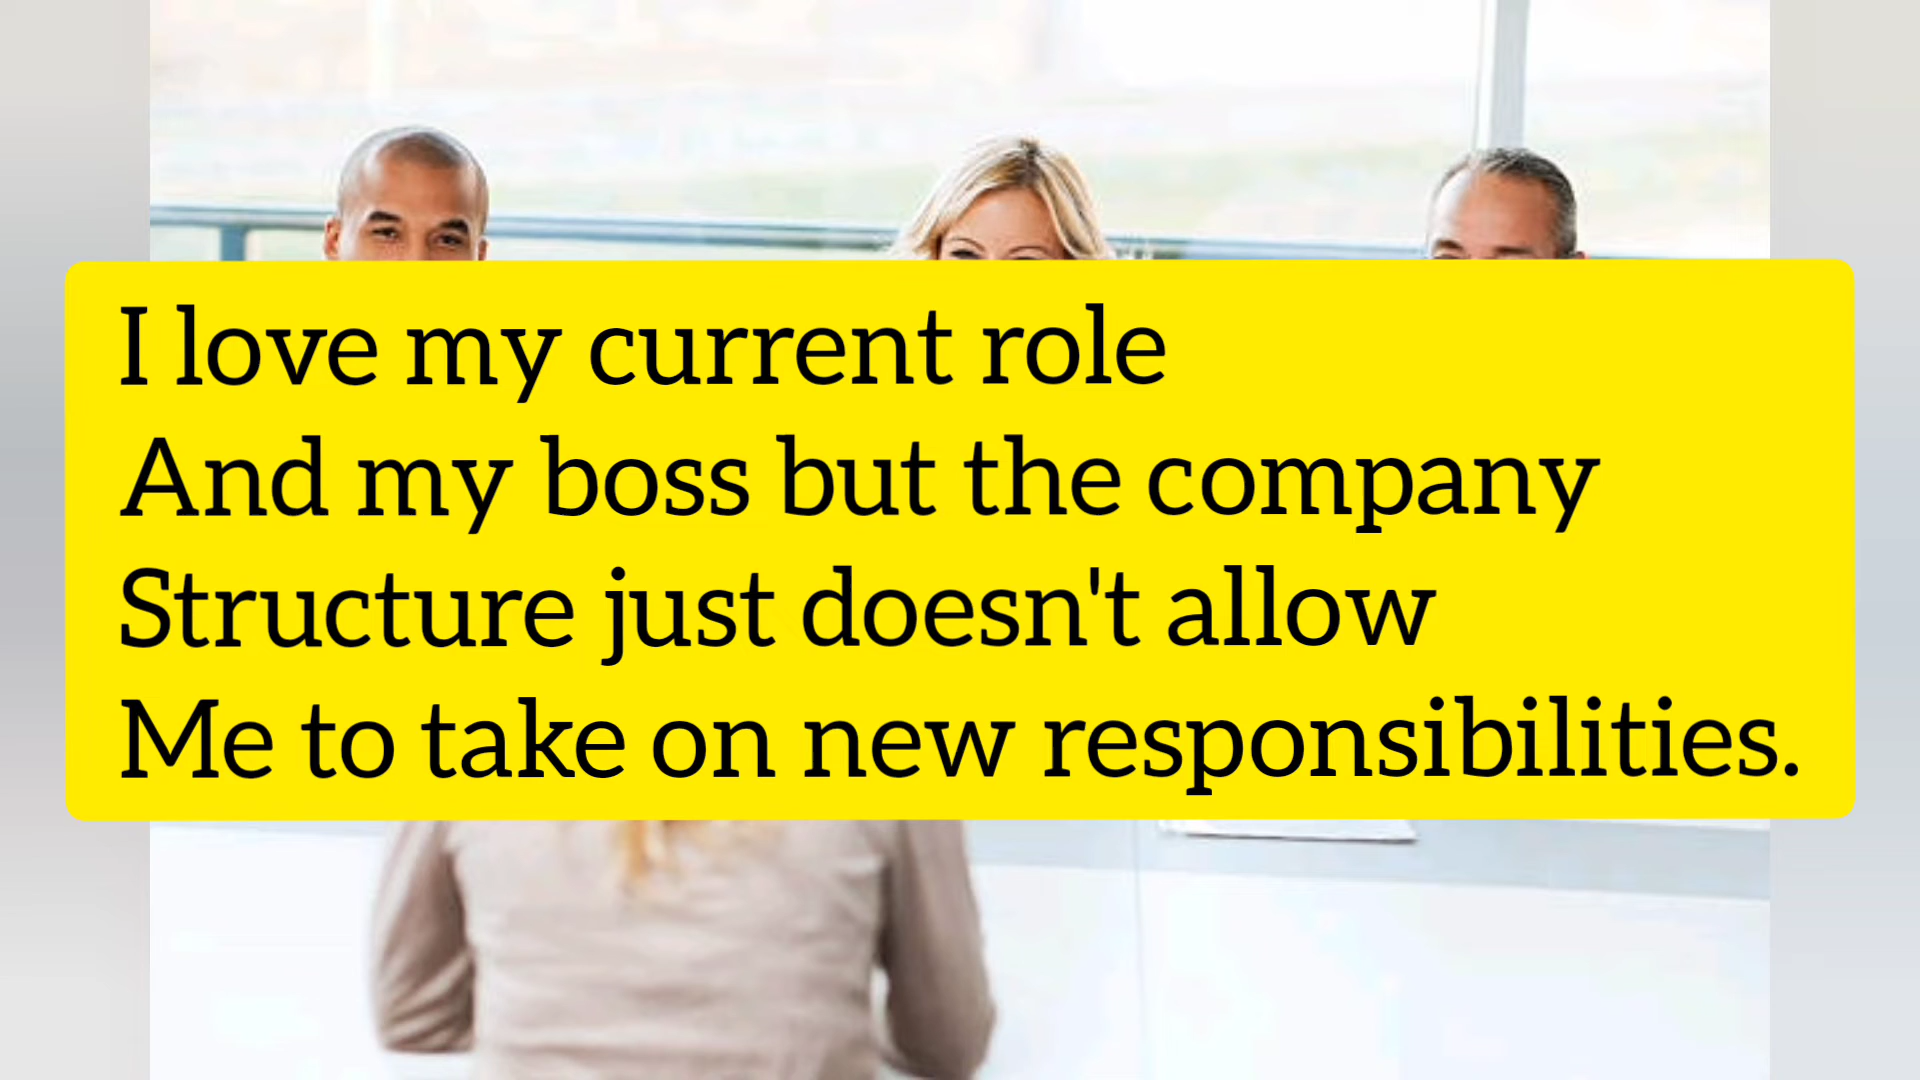 I love my current role
And my boss but the company
Structure just doesn't allow
Me to take on new responsibilities.